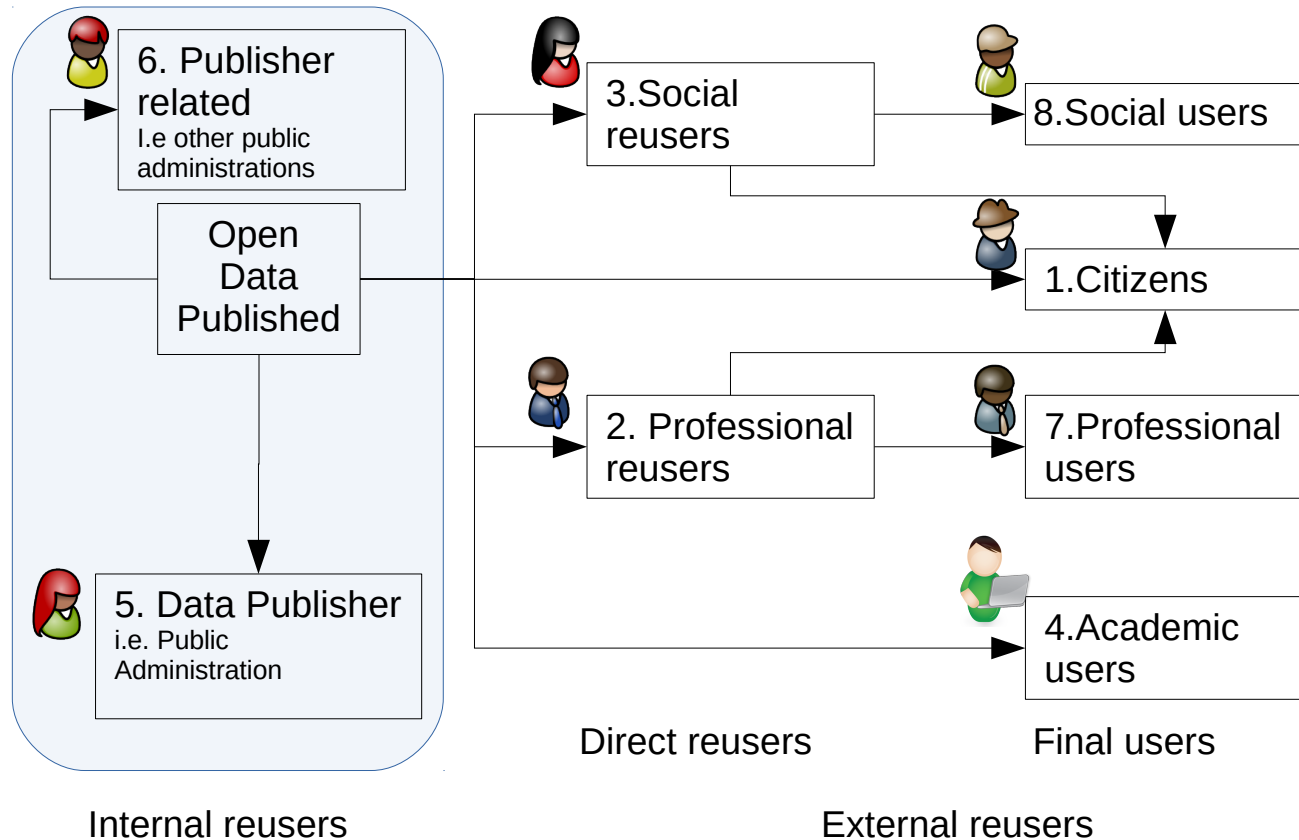 6. Publisher
related
I.e other public
administrations
Open
Data
Published
5. Data Publisher
i.e. Public
Administration
3.Social
reusers
2. Professional
reusers
8.Social users
1.Citizens
7.Professional
users
4.Academic
users
Direct reusers
Final users
Internal reusers
External reusers